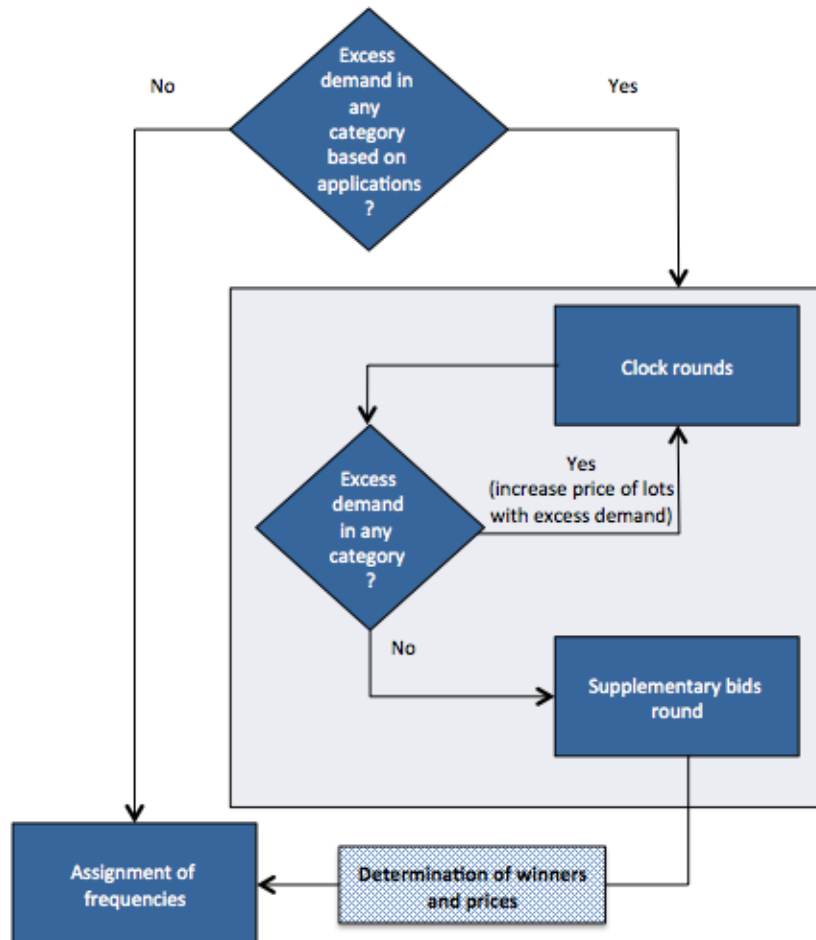 Excess
demand in
any
category
based on
applications
?
No
Yes
Clock rounds
Excess
demand
in any
category
?
Yes
(increase price of lots
with excess demand)
No
Supplementary bids
round
Assignment of
frequencies
Determination of winners
and prices